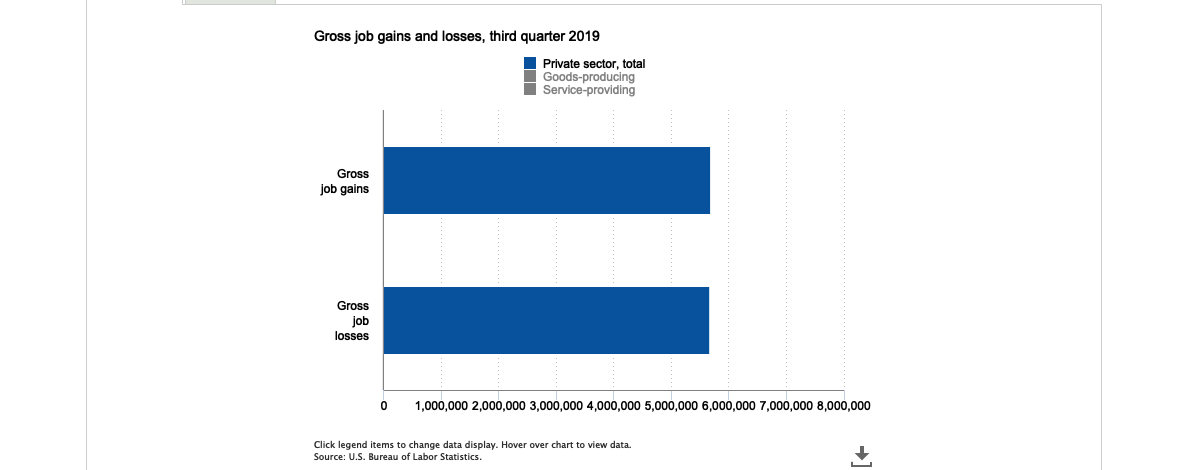 Gross job gains and losses, third quarter 2019
Private sector, total
Goods-producing
Service-providing
Gross
job gains
Gross
job
losses
0 1,000,000 2,000,000 3,000,000 4,000,000 5,000,000 6,000,000 7,000,000 8,000,000
Click legend items to change data display. Hover over chart to view data.
Source: U.S. Bureau of Labor Statistics.